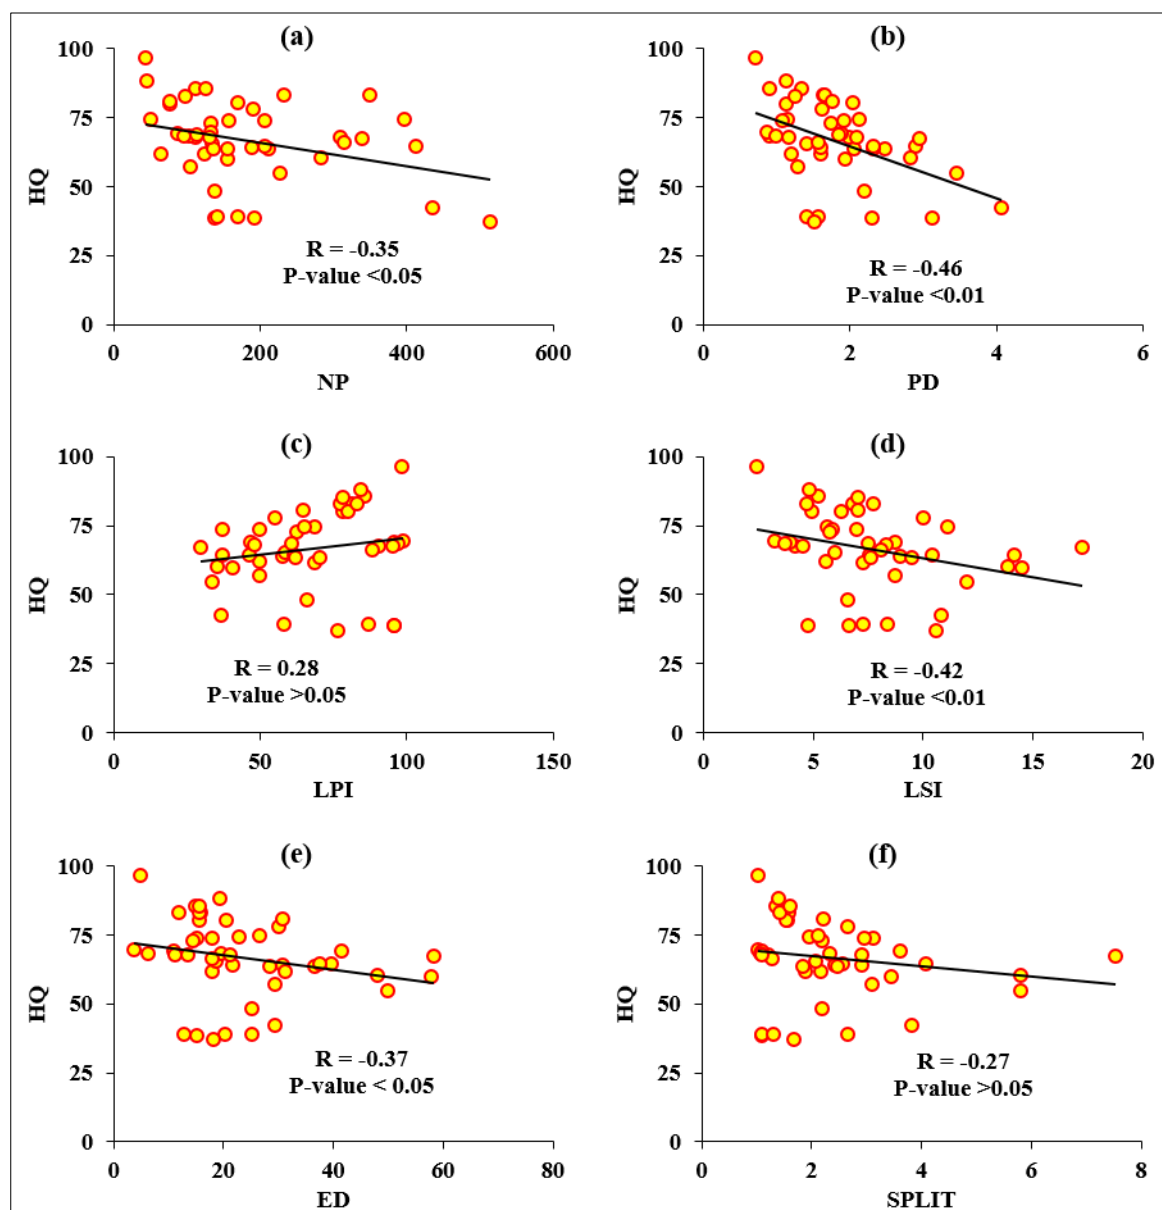 (a)
100
75
50
25
0
HQ
R = -0.35
P-value <0.05
0 200 400 600
NP
(b)
100
75
50
25
0
HQ
R = -0.46
P-value <0.01
0 2 4 6
PD
(c)
100
75
50
25
0
HQ
R = 0.28
P-value >0.05
0 50 100 150
LPI
(d)
100
75
50
25
0
HQ
R = -0.42
P-value <0.01
0 5 10 15 20
LSI
(e)
100
75
50
25
0
HQ
R = -0.37
P-value < 0.05
0 20 40 60 80
ED
(f)
100
75
50
25
0
HQ
R = -0.27
P-value >0.05
0 2 4 6 8
SPLIT